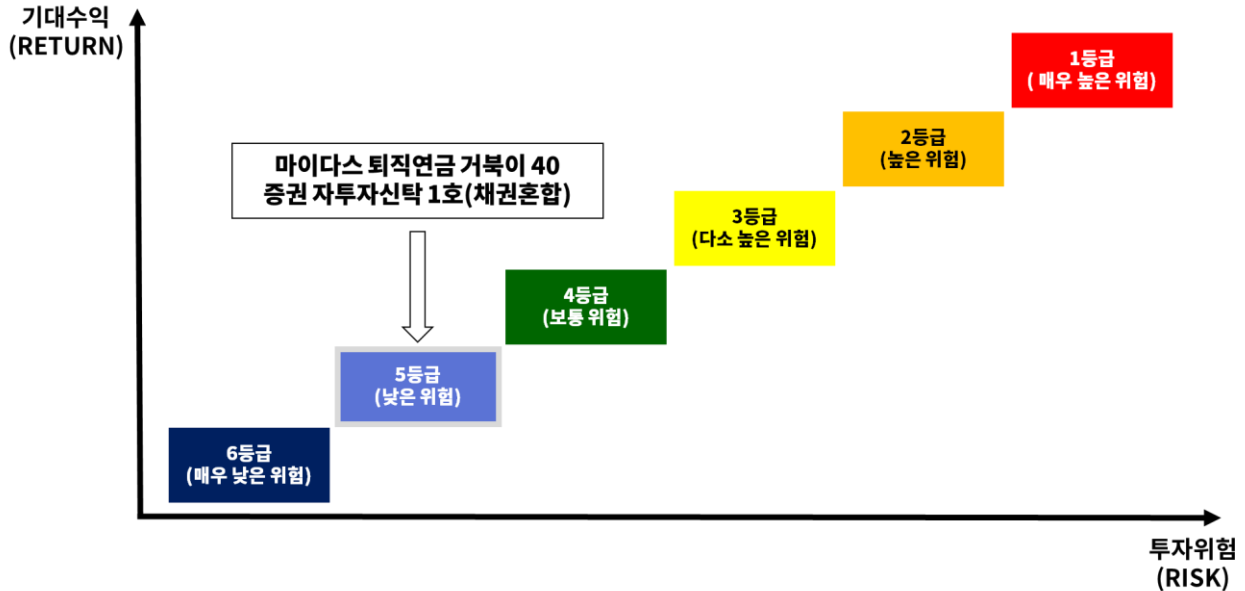 기대수익
(RETURN)
1등급
( 매우 높은 위험)
2등급
(높은 위험)
마이다스 퇴직연금 거북이 40
증권 자투자신탁 1호(채권혼합)
3등급
(다소 높은 위험)
4등급
(보통 위험)
5등급
(낮은 위험)
6등급
(매우 낮은 위험)
투자위험
(RISK)